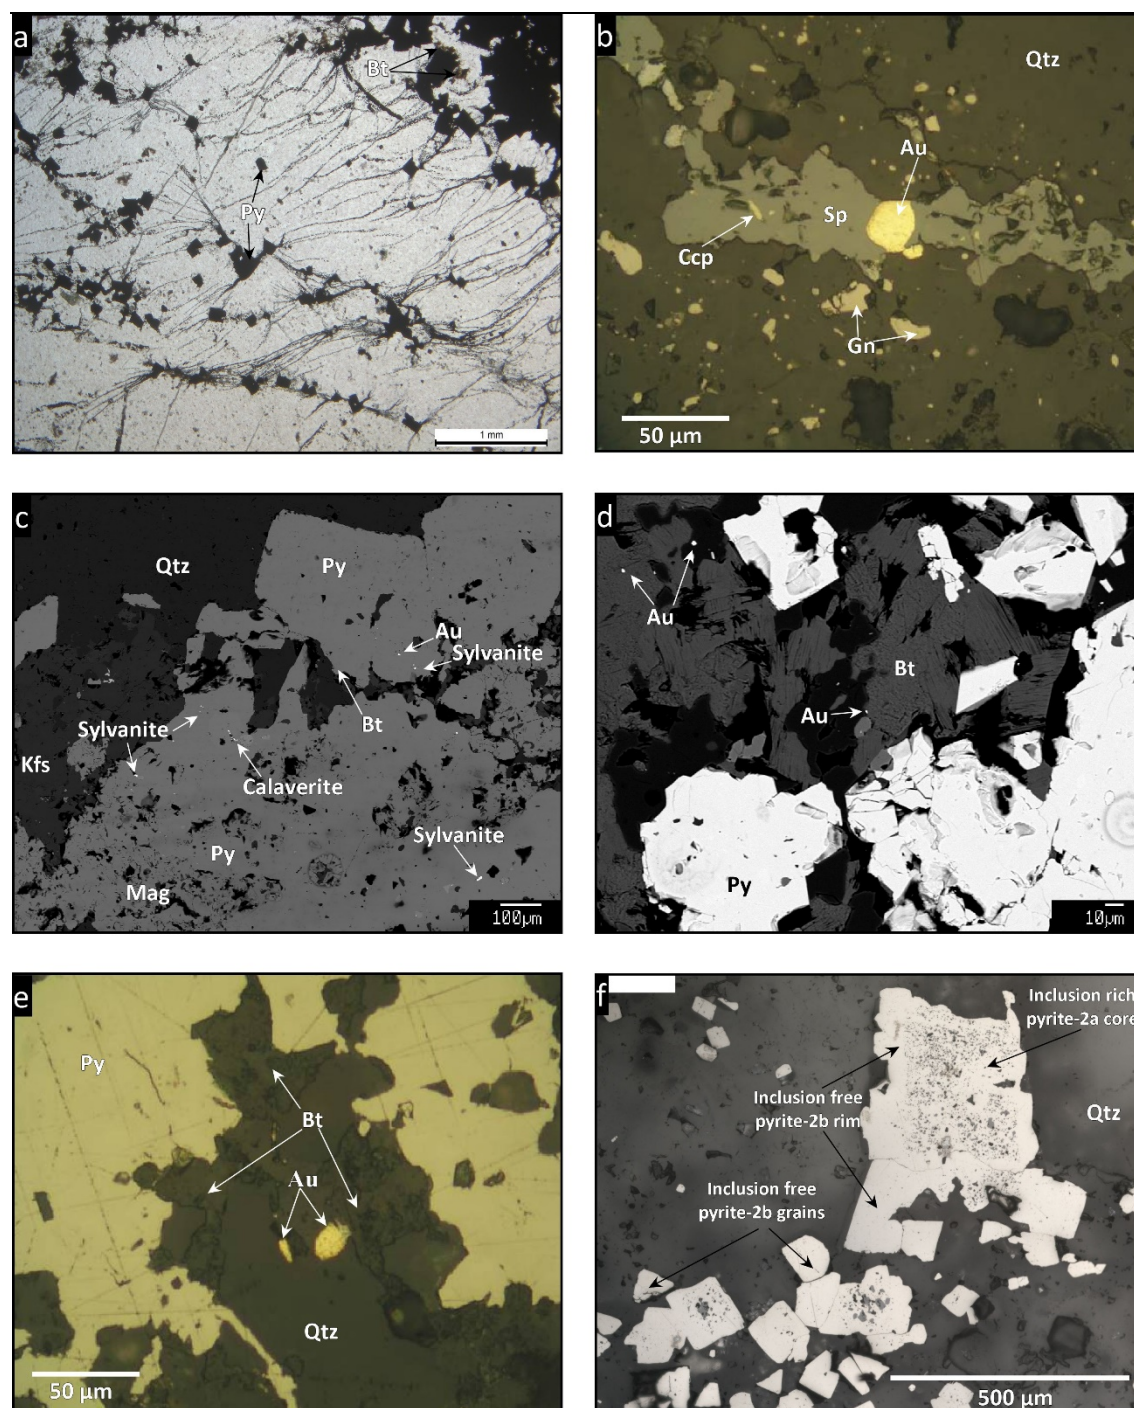 a
Bt
Py
1 mm
b
Qtz
Au
Sp
Ccp
Gn
50 µm
c
Qtz
Py
Au
Sylvanite
Sylvanite
Bt
Kfs
Calaverite
Sylvanite
Py
Mag
100µm
d
Au
Bt
Au
Py
10µm
e
Py
Bt
Au
Qtz
50 µm
f
Inclusion rich
pyrite-2a core
Inclusion free
pyrite-2b rim
Qtz
Inclusion free
pyrite-2b grains
500 µm